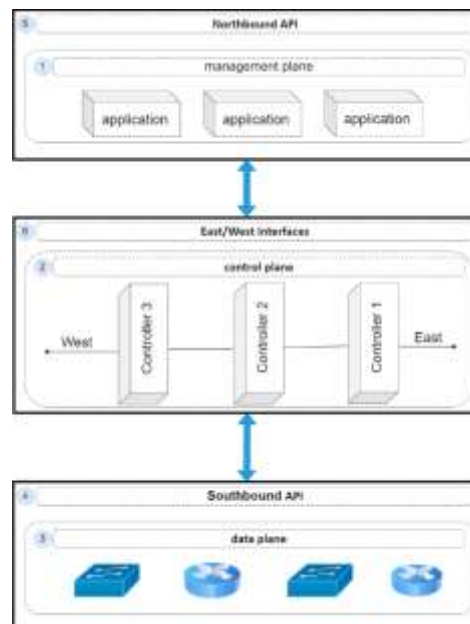 5
Northbound API
1
management plane
application
application
application
6
East/West Interfaces
2
control plane
West
Controller 3
Controller 2
Controller 1
East
4
Southbound API
3
data plane